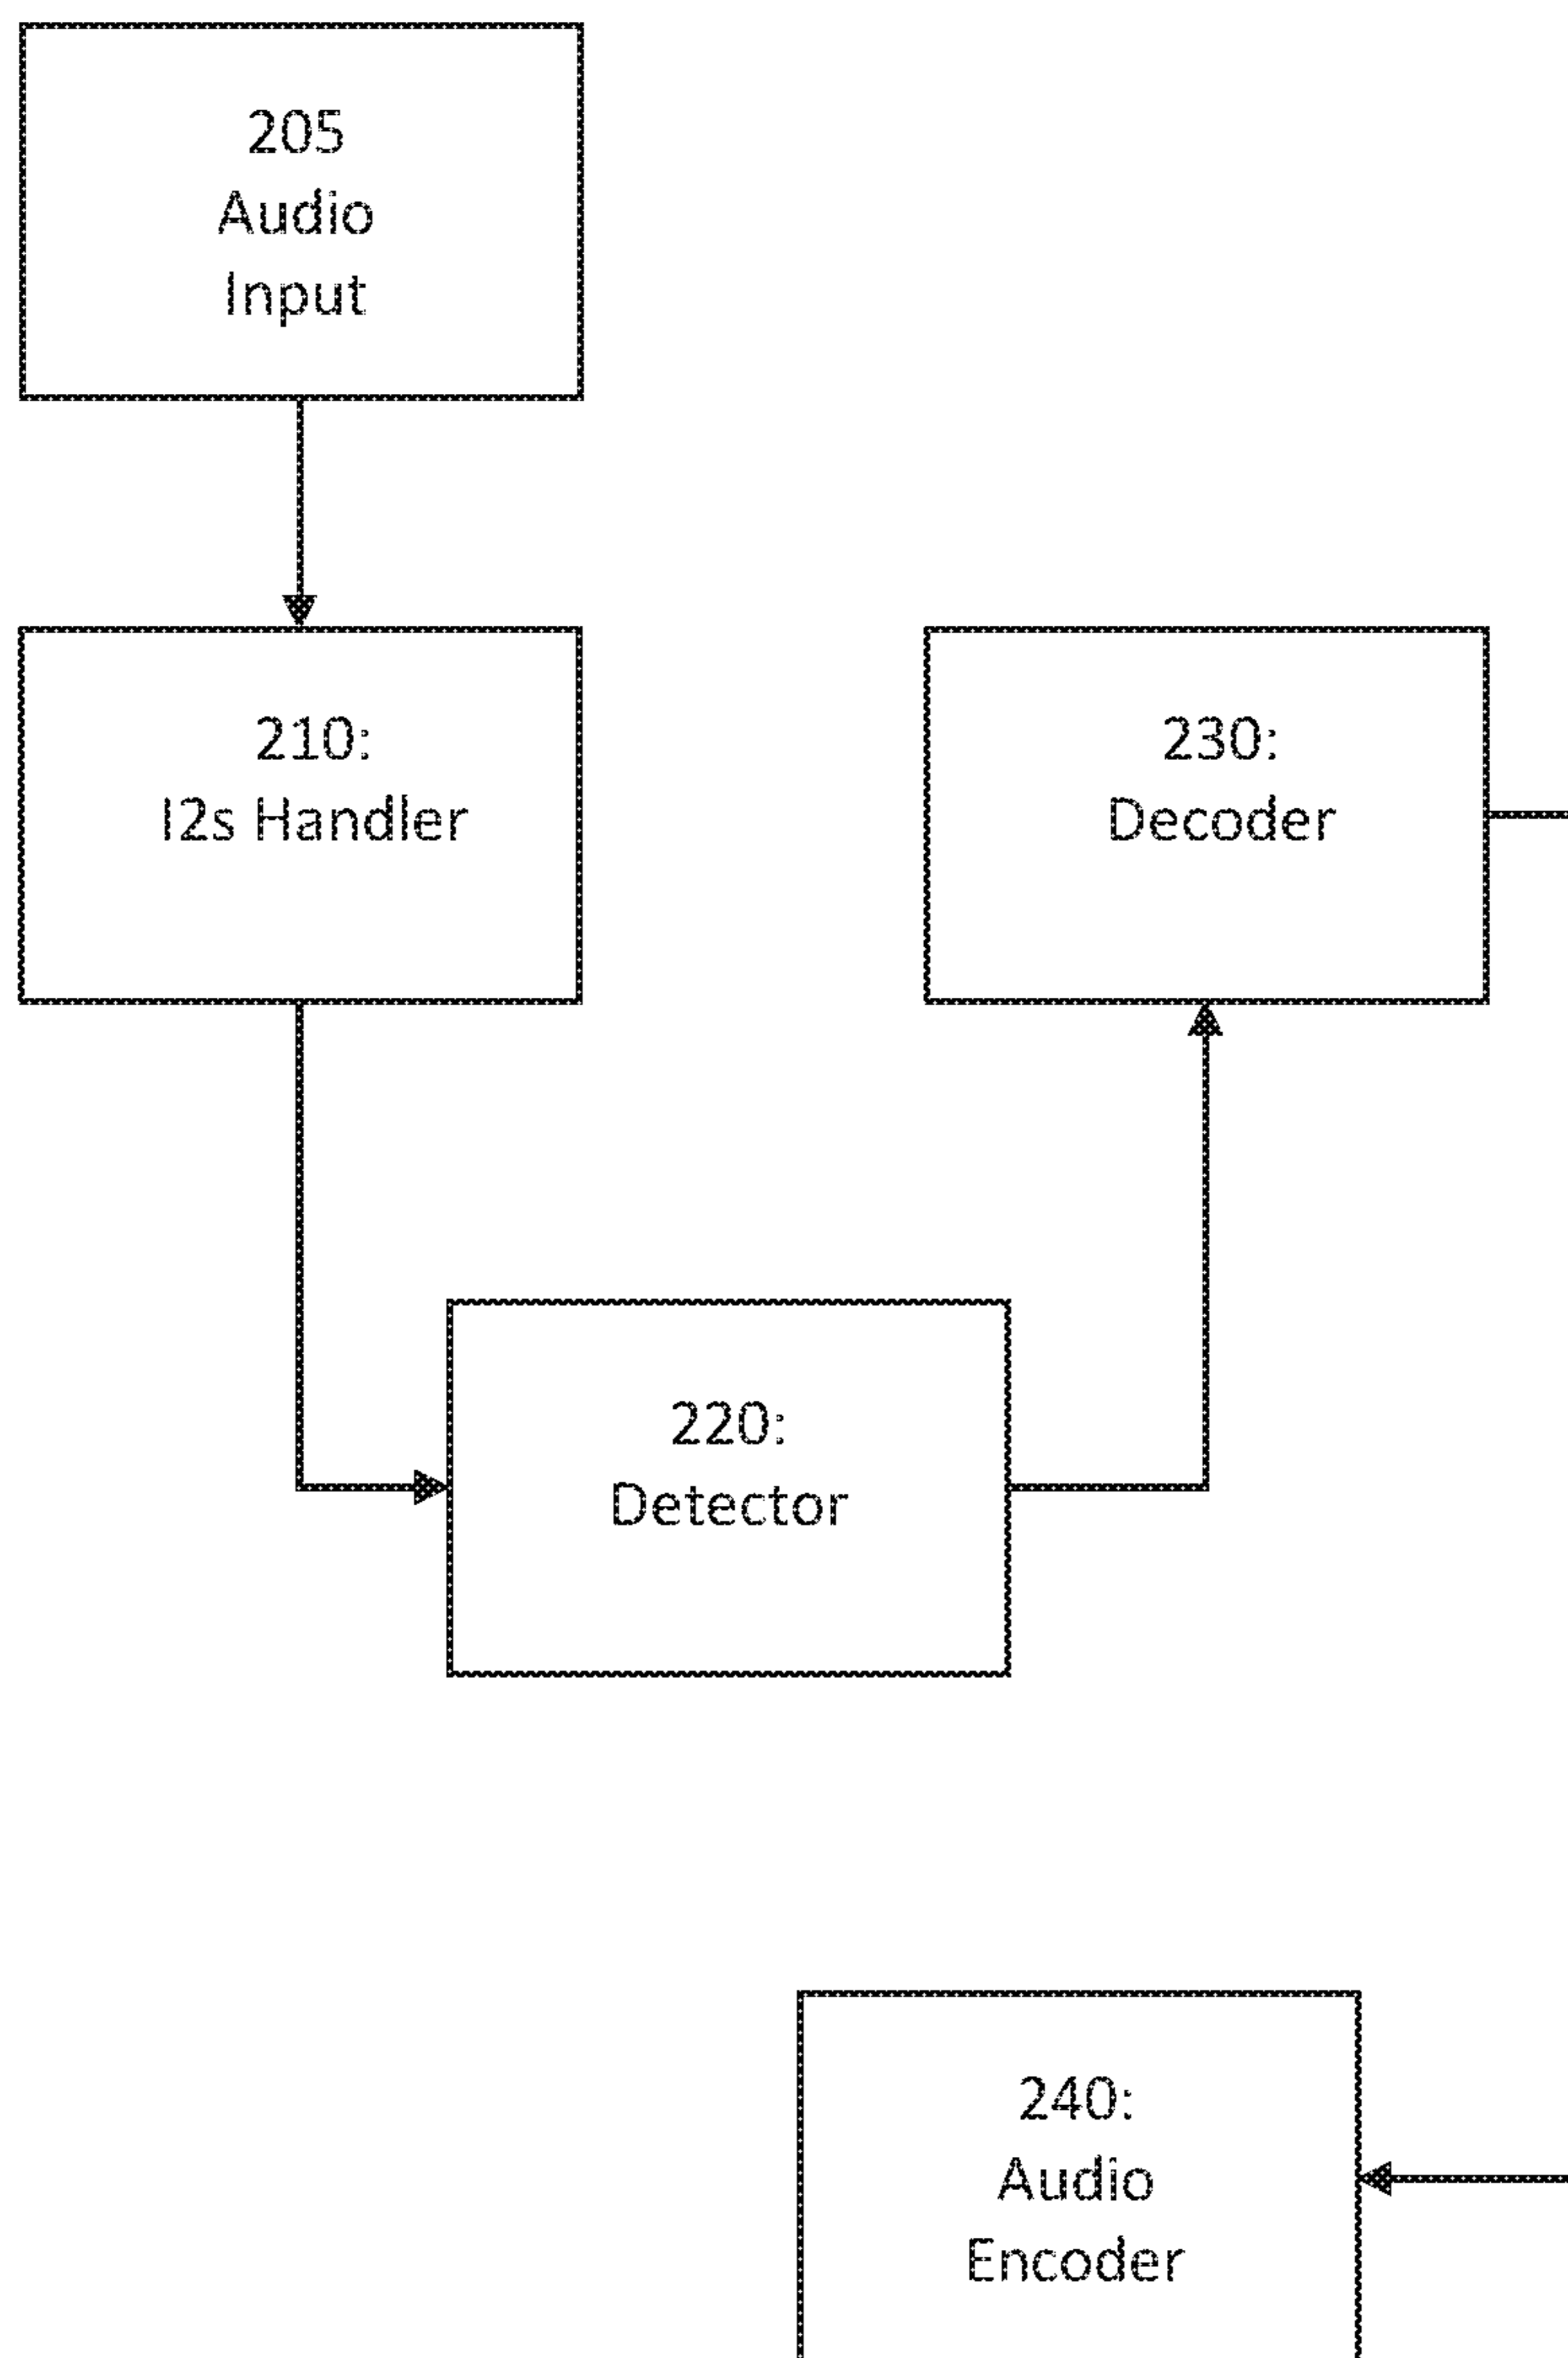 205
Audio
Input
210:
I2s Handler
230:
Decoder
220:
Detector
240:
Audio
Encoder